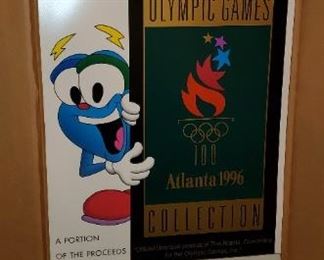 OLYMPIC GAMES
100
Atlanta 1996
COLLECTION
A PORTION
OF THE PROCEEDS